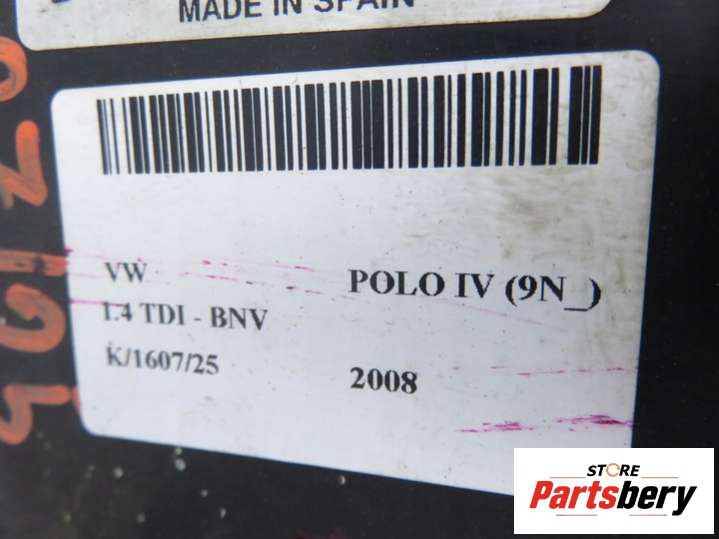 MADE IN SPAIN
VW
POLO IV (9N_)
1.4 TDI - BNV
K/1607/25
2008
STORE
Partsbery